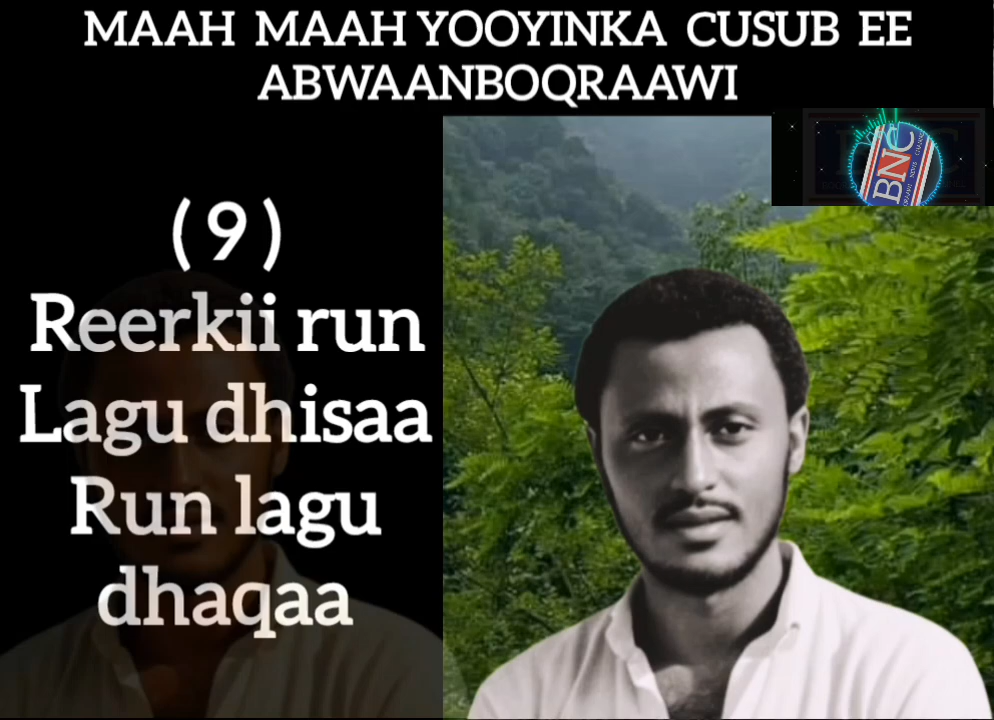 MAAH MAAH YOOYINKA CUSUB EE
ABWAANBOQRAAWI
BNC
( 9 )
Reerkii run
Lagu dhisaa
Run lagu
dhaqaa